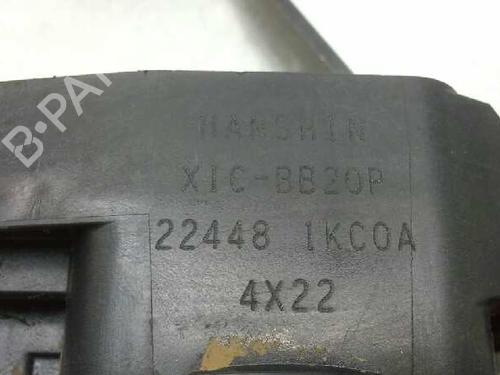 HANSHIN
XIC-BB20P
22448 1KC0A
4X22
B-PA